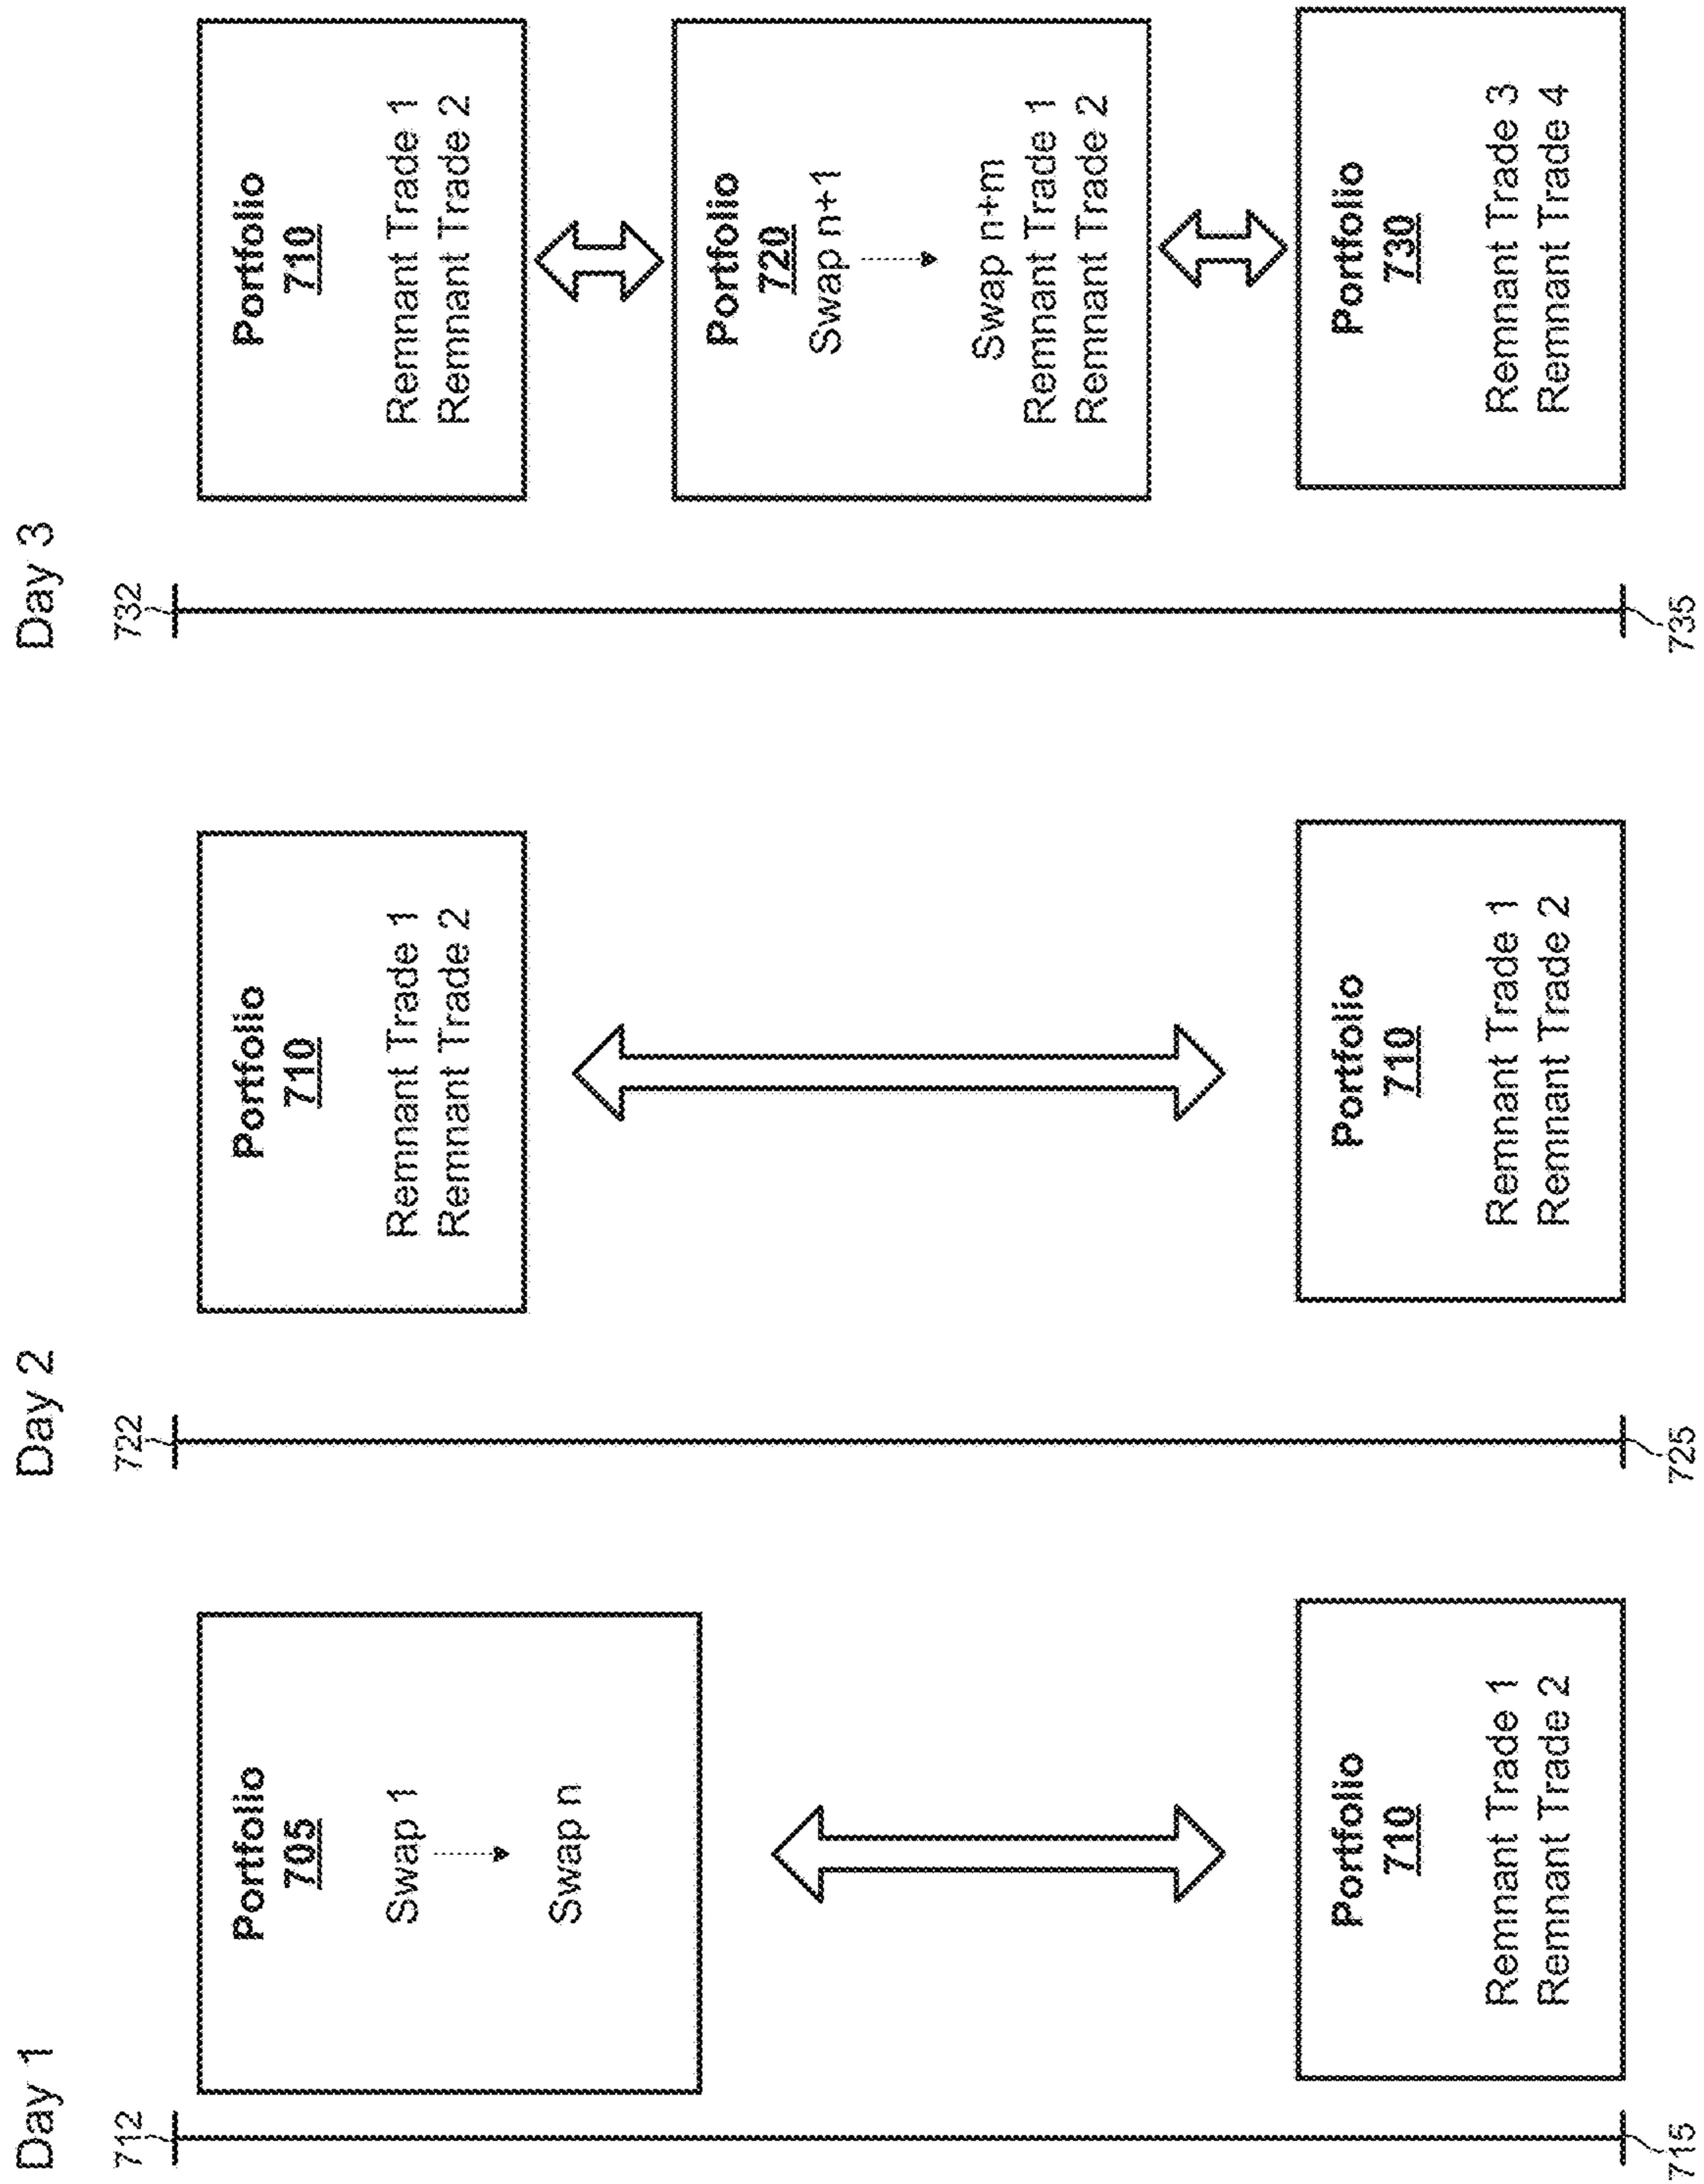 Day 1
712
Portfolio
705
Swap 1
Swap n
Portfolio
710
Remnant Trade 1
Remnant Trade 2
715
Day 2
722
Portfolio
710
Remnant Trade 1
Remnant Trade 2
Portfolio
710
Remnant Trade 1
Remnant Trade 2
725
Day 3
732
Portfolio
710
Remnant Trade 1
Remnant Trade 2
Portfolio
720
Swap n+1
Swap n+m
Remnant Trade 1
Remnant Trade 2
Portfolio
730
Remnant Trade 3
Remnant Trade 4
735